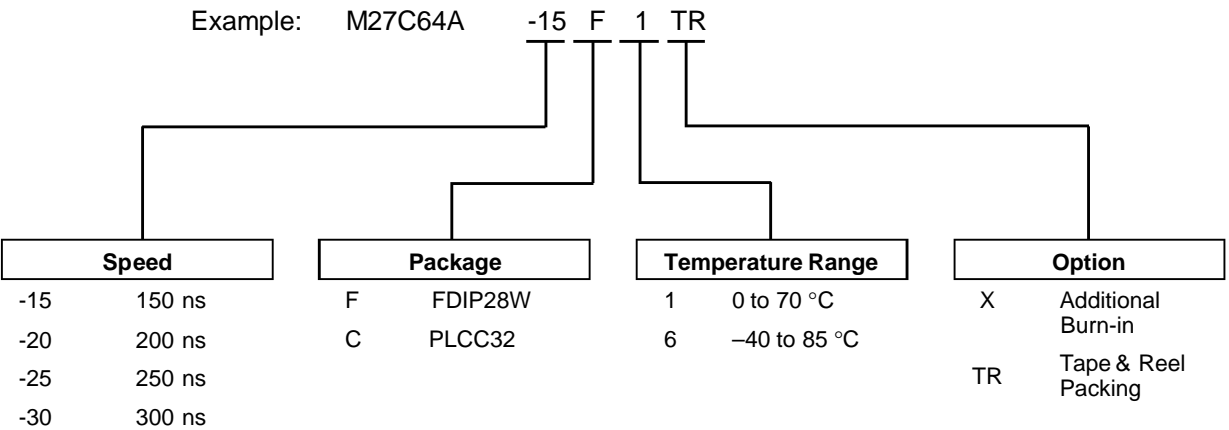 Example: M27C64A -15 F 1 TR
Speed Package Temperature Range Option
-15 150 ns F FDIP28W 1 0 to 70 °C X Additional Burn-in
-20 200 ns C PLCC32 6 –40 to 85 °C
-25 250 ns TR Tape & Reel Packing
-30 300 ns